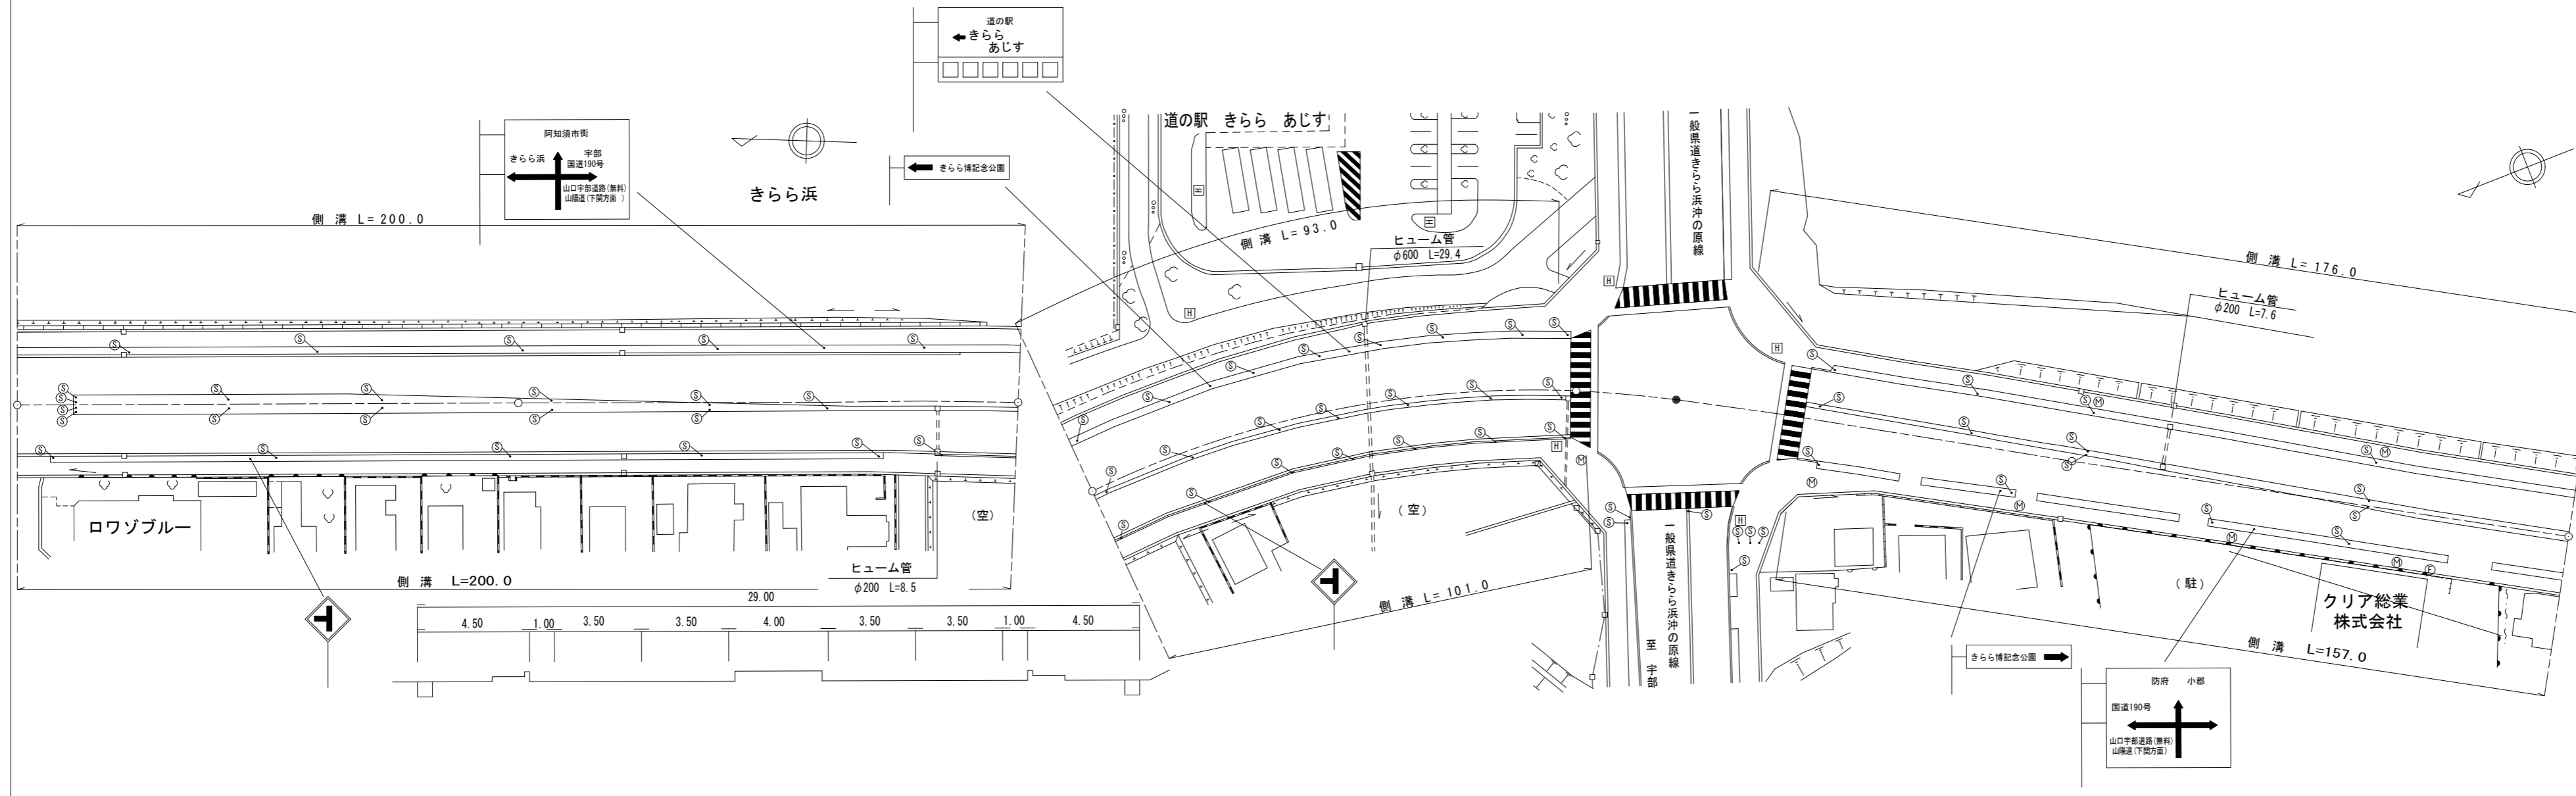 道の駅
きらら
あじす
阿知須市街
きらら浜
宇部
国道190号
山口宇部道路(無料)
山陽道(下関方面 )
きらら浜
きらら博記念公園
道の駅 きらら あじす
一般県道きらら浜沖の原線
側 溝 L= 200.0
側 溝 L= 93.0
ヒューム管
φ600 L=29.4
側 溝 L= 176.0
ヒューム管
φ200 L=7.6
ロワゾブルー
(空)
(空)
側 溝 L=200.0
ヒューム管
φ200 L=8.5
29.00
4.50 1.00 3.50 3.50 4.00 3.50 3.50 1.00 4.50
側 溝 L= 101.0
一般県道きらら浜沖の原線
至 宇部
(駐)
クリア総業
株式会社
側 溝 L=157.0
きらら博記念公園
防府 小郡
国道190号
山口宇部道路(無料)
山陽道(下関方面)